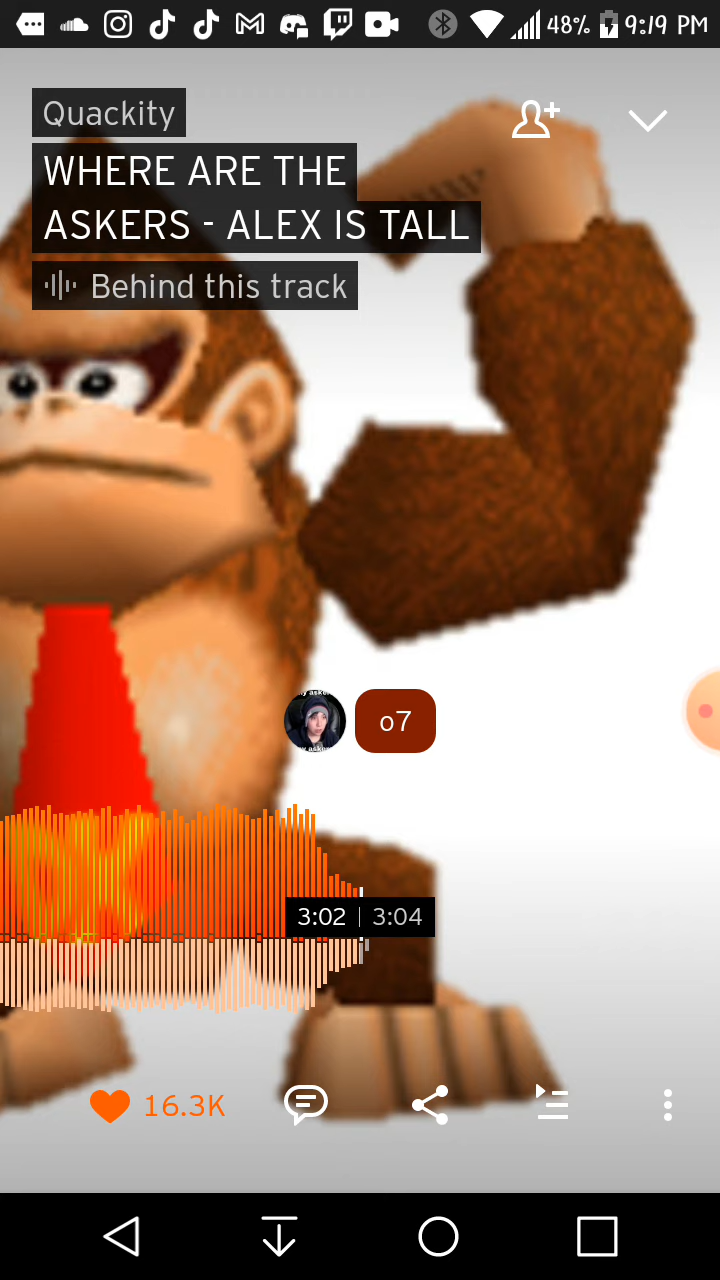 48% 9:19 PM
Quackity
WHERE ARE THE
ASKERS - ALEX IS TALL
Behind this track
o7
3:02 | 3:04
16.3K